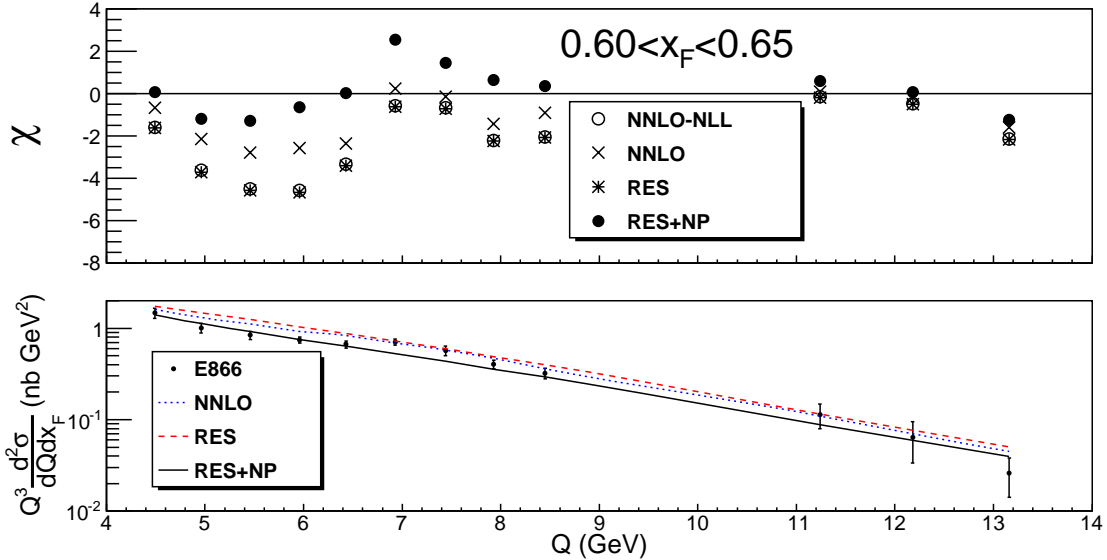 4
2
0
-2
-4
-6
-8
χ
0.60<x_F<0.65
NNLO-NLL
NNLO
RES
RES+NP
1
10^-1
10^-2
Q^3 d^2σ/dQdx_F (nb GeV^2)
E866
NNLO
RES
RES+NP
4 5 6 7 8 9 10 11 12 13 14
Q (GeV)